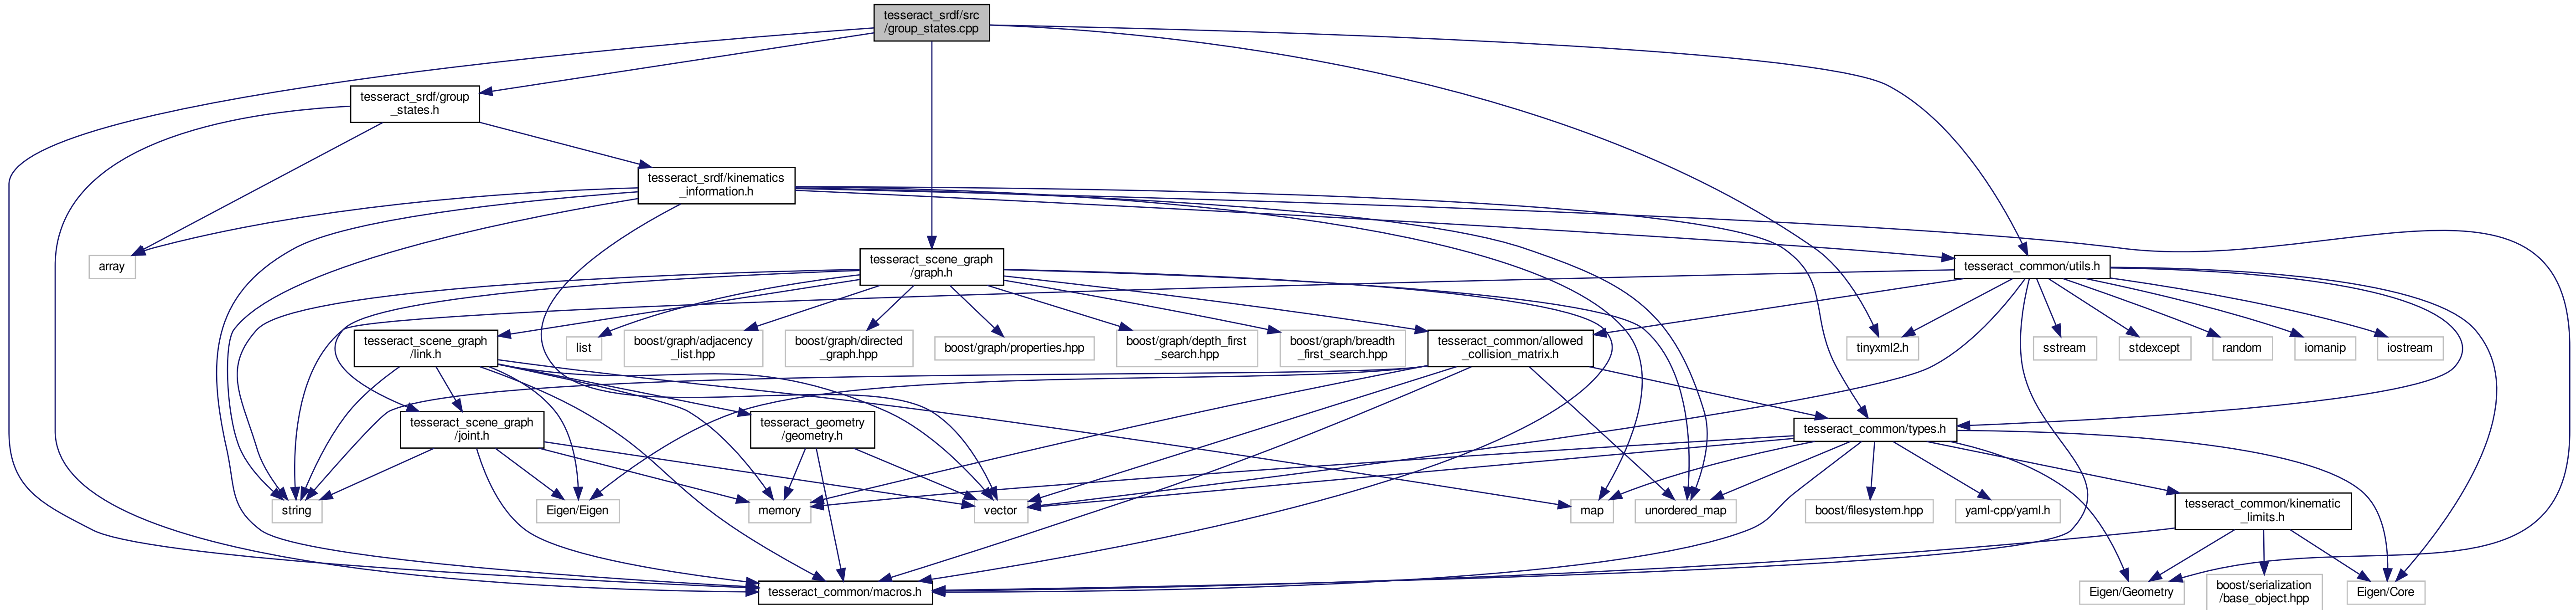 tesseract_srdf/src
/group_states.cpp
tesseract_srdf/group
_states.h
tesseract_srdf/kinematics
_information.h
array
tesseract_scene_graph
/graph.h
tesseract_common/utils.h
tesseract_scene_graph
/link.h
list
boost/graph/adjacency
_list.hpp
boost/graph/directed
_graph.hpp
boost/graph/properties.hpp
boost/graph/depth_first
_search.hpp
boost/graph/breadth
_first_search.hpp
tesseract_common/allowed
_collision_matrix.h
tinyxml2.h
sstream
stdexcept
random
iomanip
iostream
tesseract_scene_graph
/joint.h
tesseract_geometry
/geometry.h
tesseract_common/types.h
string
Eigen/Eigen
memory
vector
map
unordered_map
boost/filesystem.hpp
yaml-cpp/yaml.h
tesseract_common/kinematic
_limits.h
tesseract_common/macros.h
Eigen/Geometry
boost/serialization
/base_object.hpp
Eigen/Core